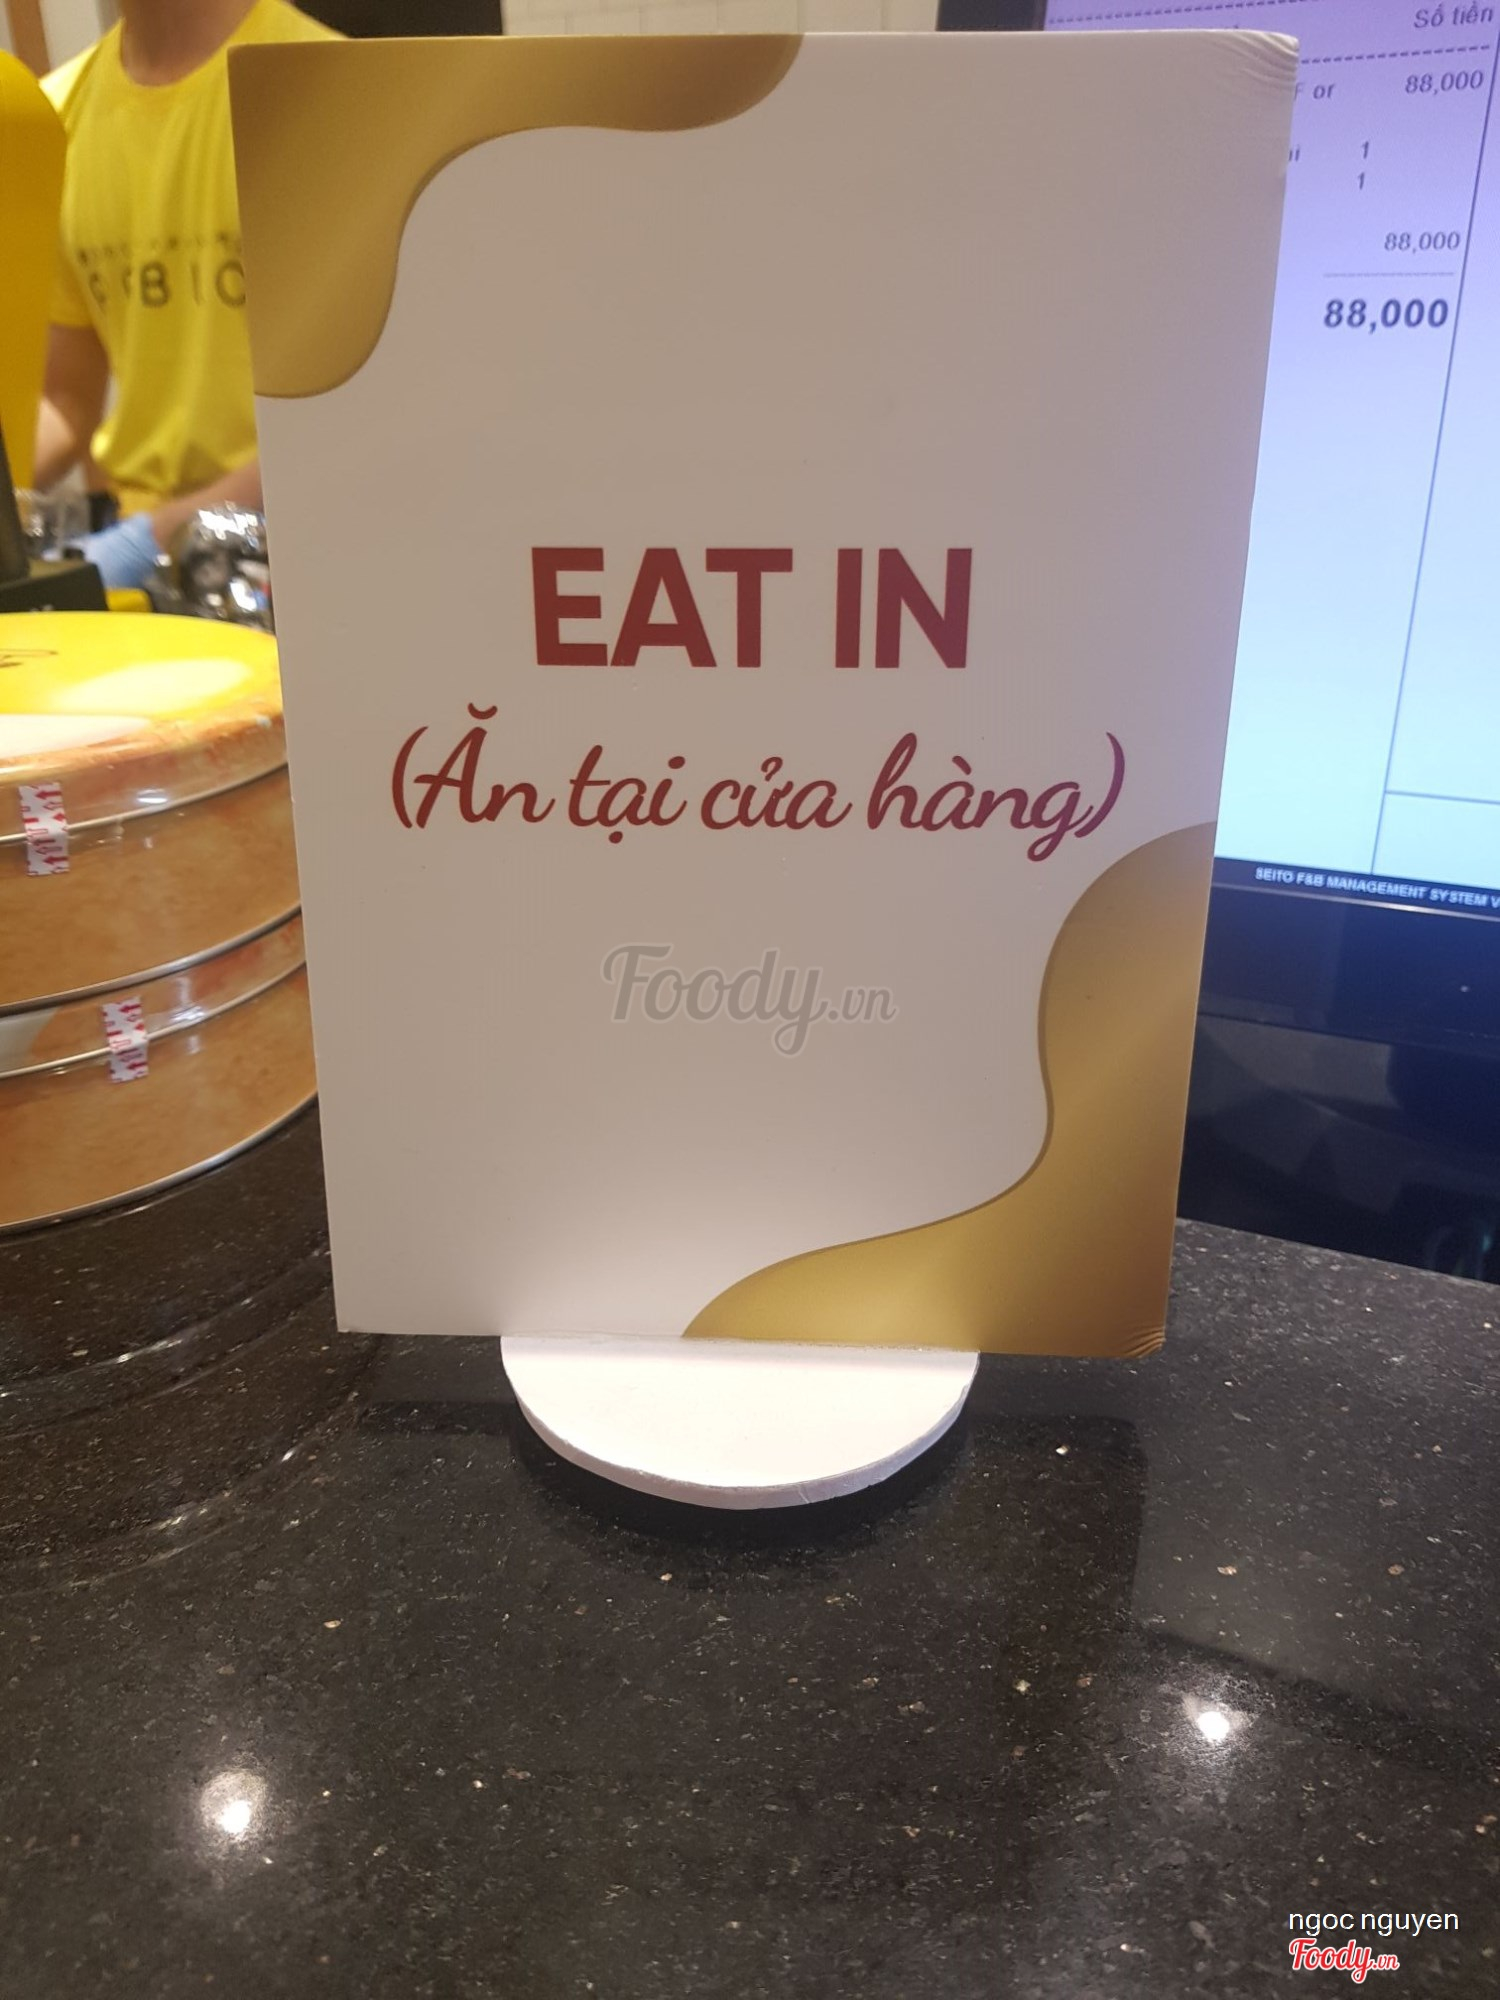 Số tiền
F or 88,000
1
1
88,000
88,000
EAT IN
(Ăn tại cửa hàng)
SEITO F&B MANAGEMENT SYSTEM V
Foody.vn
ngoc nguyen
Foody.vn